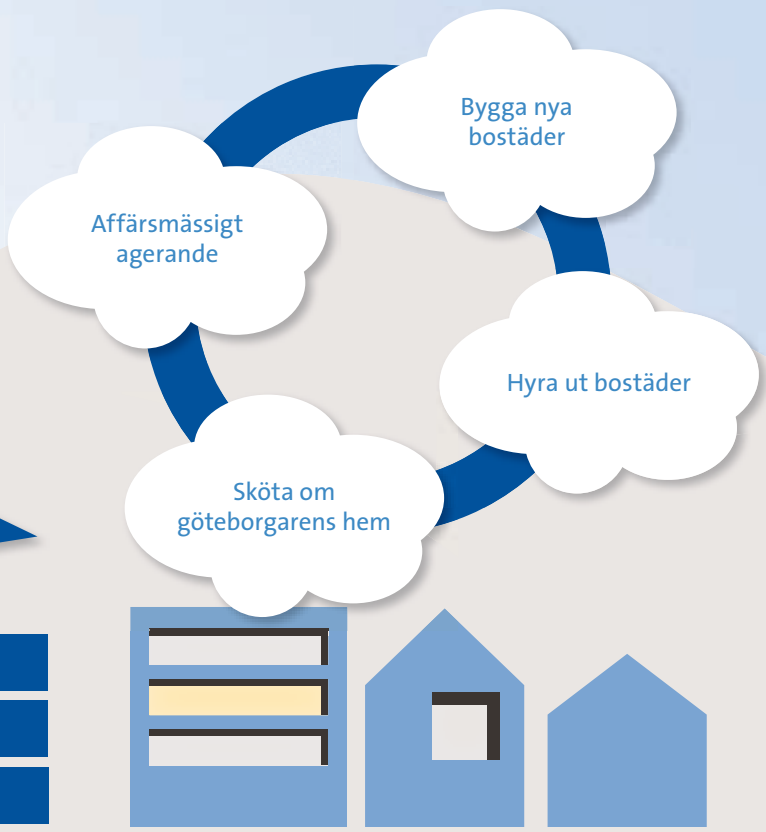 Bygga nya
bostäder
Affärsmässigt
agerande
Hyra ut bostäder
Sköta om
göteborgarens hem